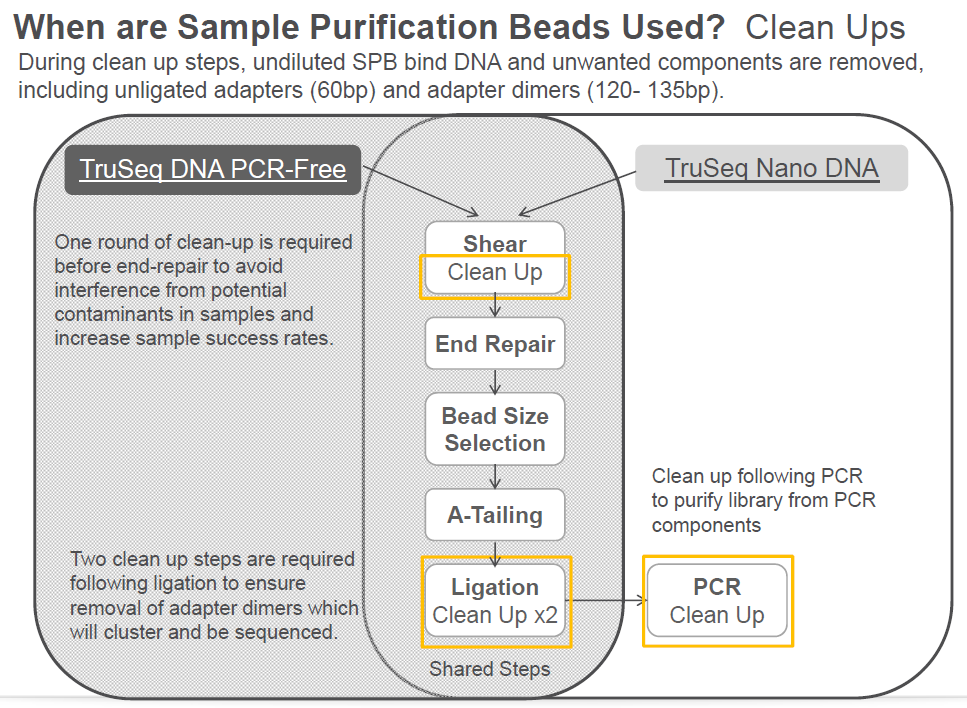 When are Sample Purification Beads Used? Clean Ups
During clean up steps, undiluted SPB bind DNA and unwanted components are removed,
including unligated adapters (60bp) and adapter dimers (120- 135bp).
TruSeq DNA PCR-Free
TruSeq Nano DNA
One round of clean-up is required
before end-repair to avoid
interference from potential
contaminants in samples and
increase sample success rates.
Shear
Clean Up
End Repair
Bead Size
Selection
A-Tailing
Clean up following PCR
to purify library from PCR
components
Two clean up steps are required
following ligation to ensure
removal of adapter dimers which
will cluster and be sequenced.
Ligation
Clean Up x2
PCR
Clean Up
Shared Steps